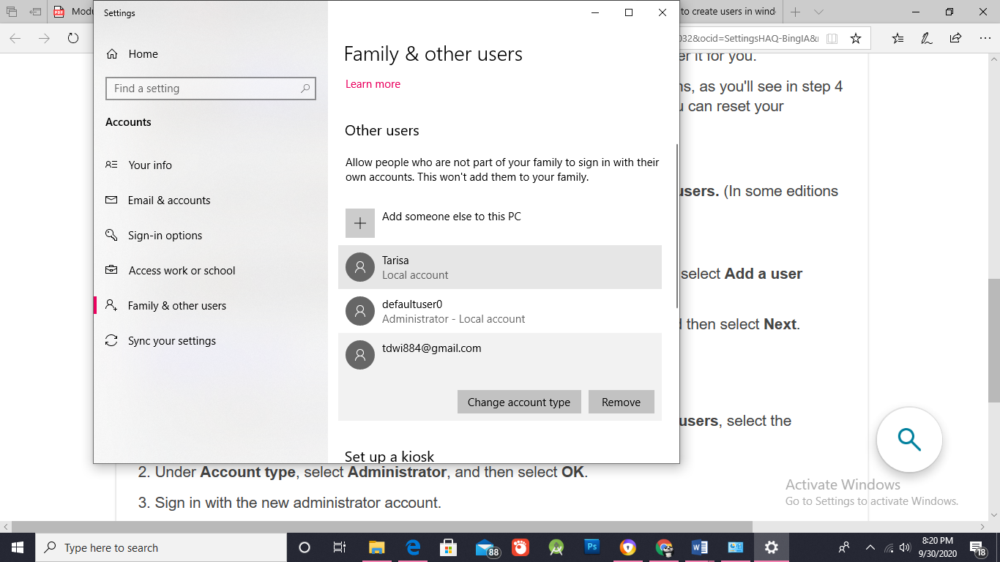 Modu
Settings
to create users in wind
032&ocid=SettingsHAQ-BingIA&
Home
Find a setting
Accounts
Your info
Email & accounts
Sign-in options
Access work or school
Family & other users
Sync your settings
Family & other users
Learn more
Other users
Allow people who are not part of your family to sign in with their
own accounts. This won't add them to your family.
Add someone else to this PC
Tarisa
Local account
defaultuser0
Administrator - Local account
tdwi884@gmail.com
Change account type Remove
Set up a kiosk
er it for you.
ns, as you'll see in step 4
u can reset your
users. (In some editions
select Add a user
d then select Next.
users, select the
2. Under Account type, select Administrator, and then select OK.
3. Sign in with the new administrator account.
Activate Windows
Go to Settings to activate Windows.
Type here to search
88
Ps
8:20 PM
9/30/2020
18